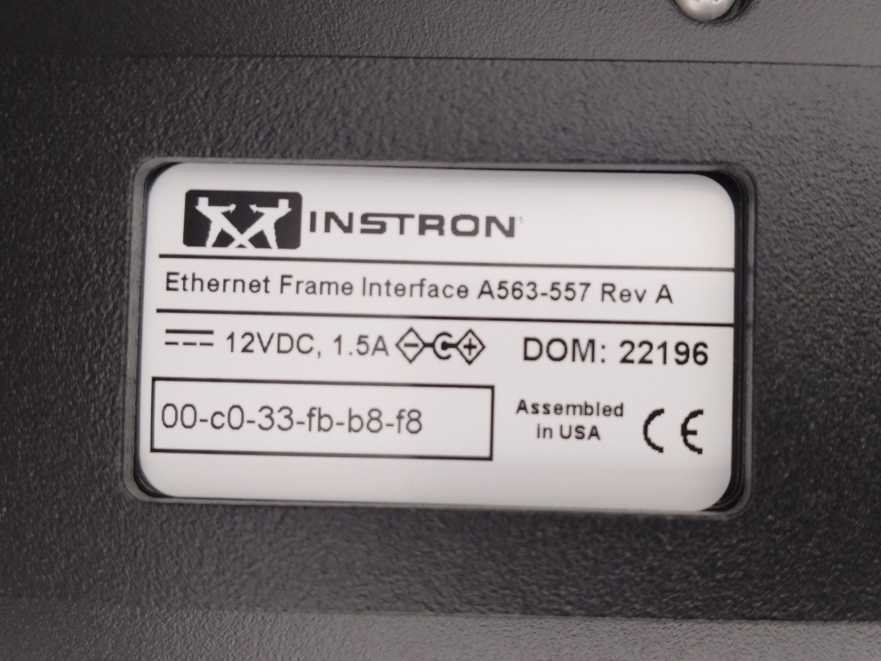 INSTRON
Ethernet Frame Interface A563-557 Rev A
12VDC, 1.5A DOM: 22196
00-c0-33-fb-b8-f8
Assembled
in USA
CE